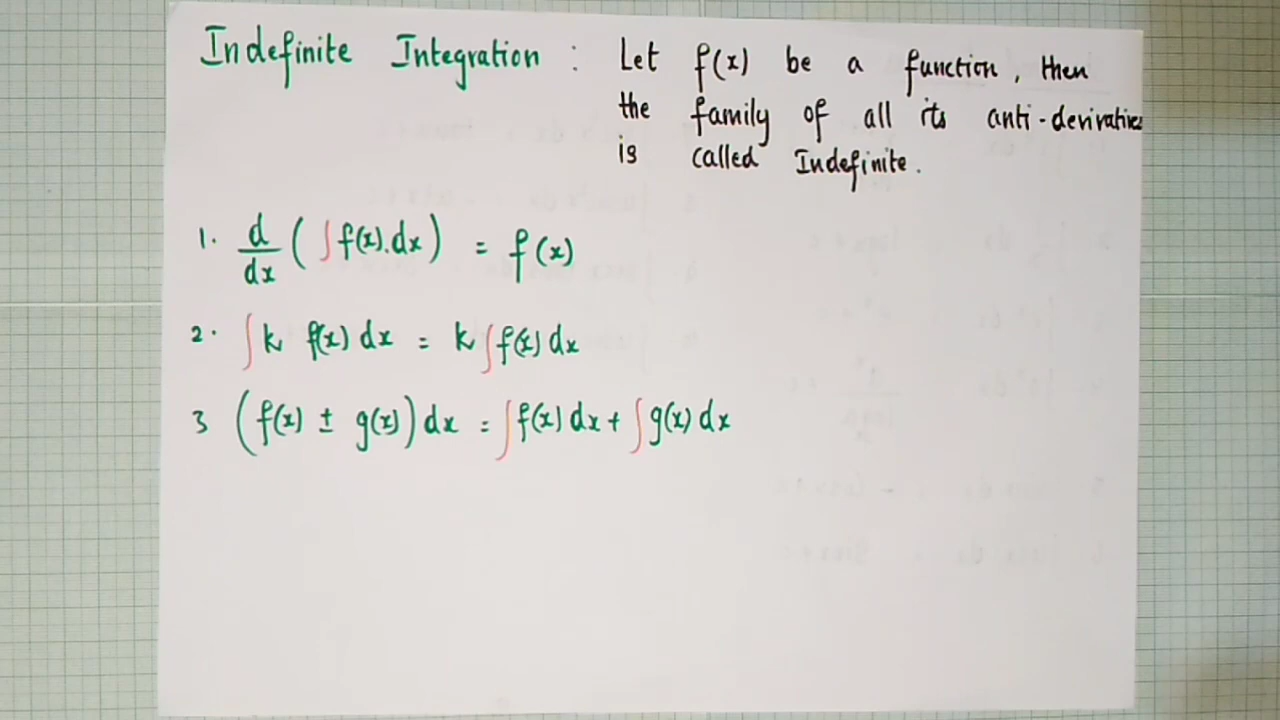 Indefinite Integration : Let f(x) be a function, then
the family of all its anti-derivatives
is called Indefinite.
1. d/dx ( ∫ f(x).dx ) = f(x)
2. ∫ k f(x) dx = k ∫ f(x) dx
3 ( f(x) ± g(x) ) dx = ∫ f(x) dx + ∫ g(x) dx